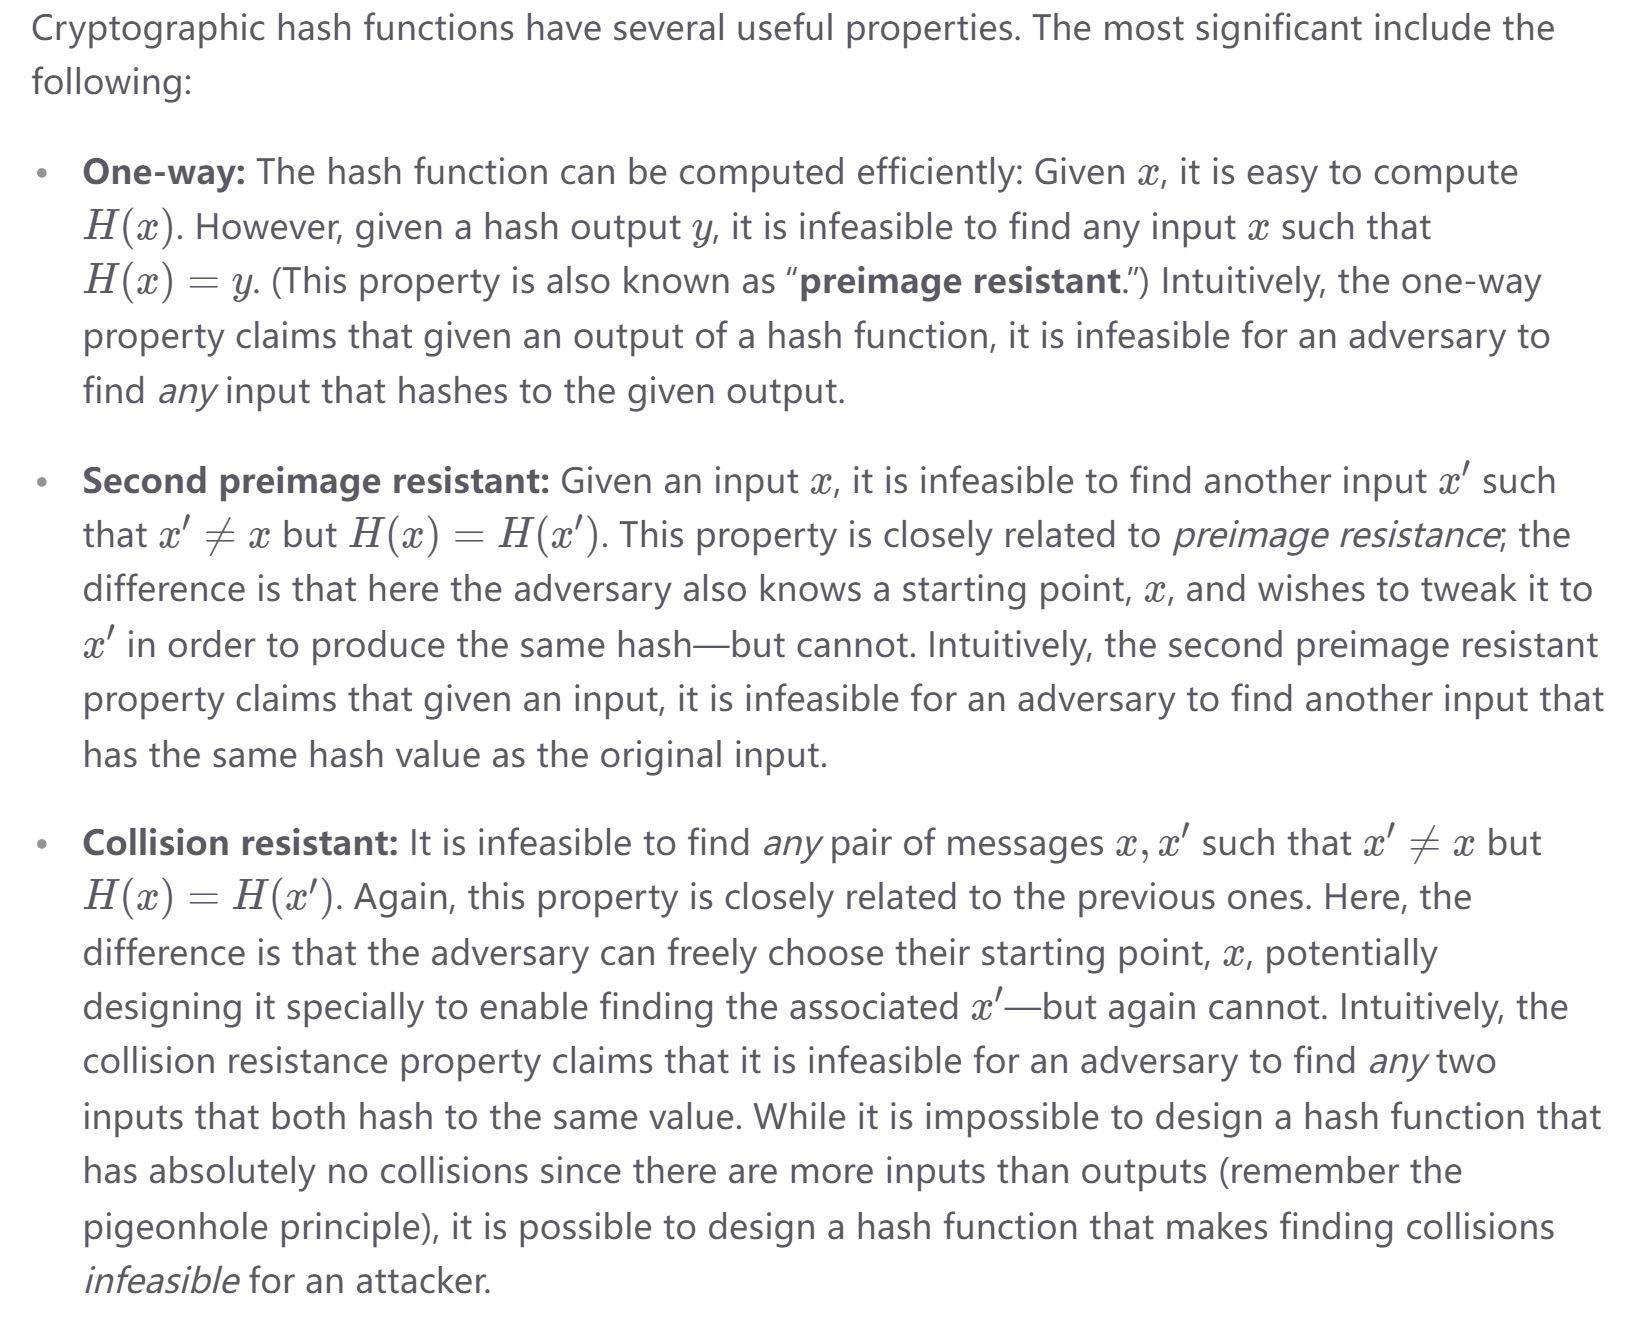 Cryptographic hash functions have several useful properties. The most significant include the
following:
• One-way: The hash function can be computed efficiently: Given x, it is easy to compute
H(x). However, given a hash output y, it is infeasible to find any input x such that
H(x) = y. (This property is also known as “preimage resistant.”) Intuitively, the one-way
property claims that given an output of a hash function, it is infeasible for an adversary to
find any input that hashes to the given output.
• Second preimage resistant: Given an input x, it is infeasible to find another input x′ such
that x′ ≠ x but H(x) = H(x′). This property is closely related to preimage resistance; the
difference is that here the adversary also knows a starting point, x, and wishes to tweak it to
x′ in order to produce the same hash—but cannot. Intuitively, the second preimage resistant
property claims that given an input, it is infeasible for an adversary to find another input that
has the same hash value as the original input.
• Collision resistant: It is infeasible to find any pair of messages x, x′ such that x′ ≠ x but
H(x) = H(x′). Again, this property is closely related to the previous ones. Here, the
difference is that the adversary can freely choose their starting point, x, potentially
designing it specially to enable finding the associated x′—but again cannot. Intuitively, the
collision resistance property claims that it is infeasible for an adversary to find any two
inputs that both hash to the same value. While it is impossible to design a hash function that
has absolutely no collisions since there are more inputs than outputs (remember the
pigeonhole principle), it is possible to design a hash function that makes finding collisions
infeasible for an attacker.